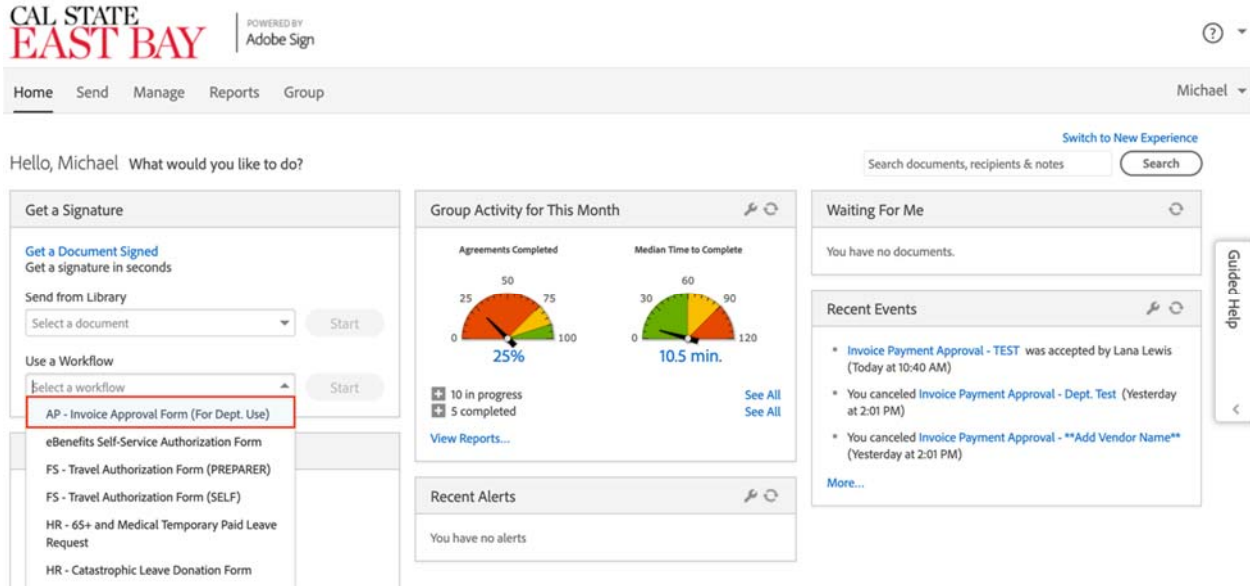 CAL STATE
EAST BAY
POWERED BY
Adobe Sign
?
Home Send Manage Reports Group
Michael
Switch to New Experience
Hello, Michael What would you like to do?
Search documents, recipients & notes
Search
Get a Signature
Get a Document Signed
Get a signature in seconds
Send from Library
Select a document
Start
Use a Workflow
Select a workflow
Start
AP - Invoice Approval Form (For Dept. Use)
eBenefits Self-Service Authorization Form
FS - Travel Authorization Form (PREPARER)
FS - Travel Authorization Form (SELF)
HR - 65+ and Medical Temporary Paid Leave
Request
HR - Catastrophic Leave Donation Form
Group Activity for This Month
Agreements Completed
0 25 50 75 100
25%
Median Time to Complete
0 30 60 90 120
10.5 min.
10 in progress See All
5 completed See All
View Reports...
Recent Alerts
You have no alerts
Waiting For Me
You have no documents.
Recent Events
Invoice Payment Approval - TEST was accepted by Lana Lewis
(Today at 10:40 AM)
You canceled Invoice Payment Approval - Dept. Test (Yesterday
at 2:01 PM)
You canceled Invoice Payment Approval - **Add Vendor Name**
(Yesterday at 2:01 PM)
More...
Guided Help